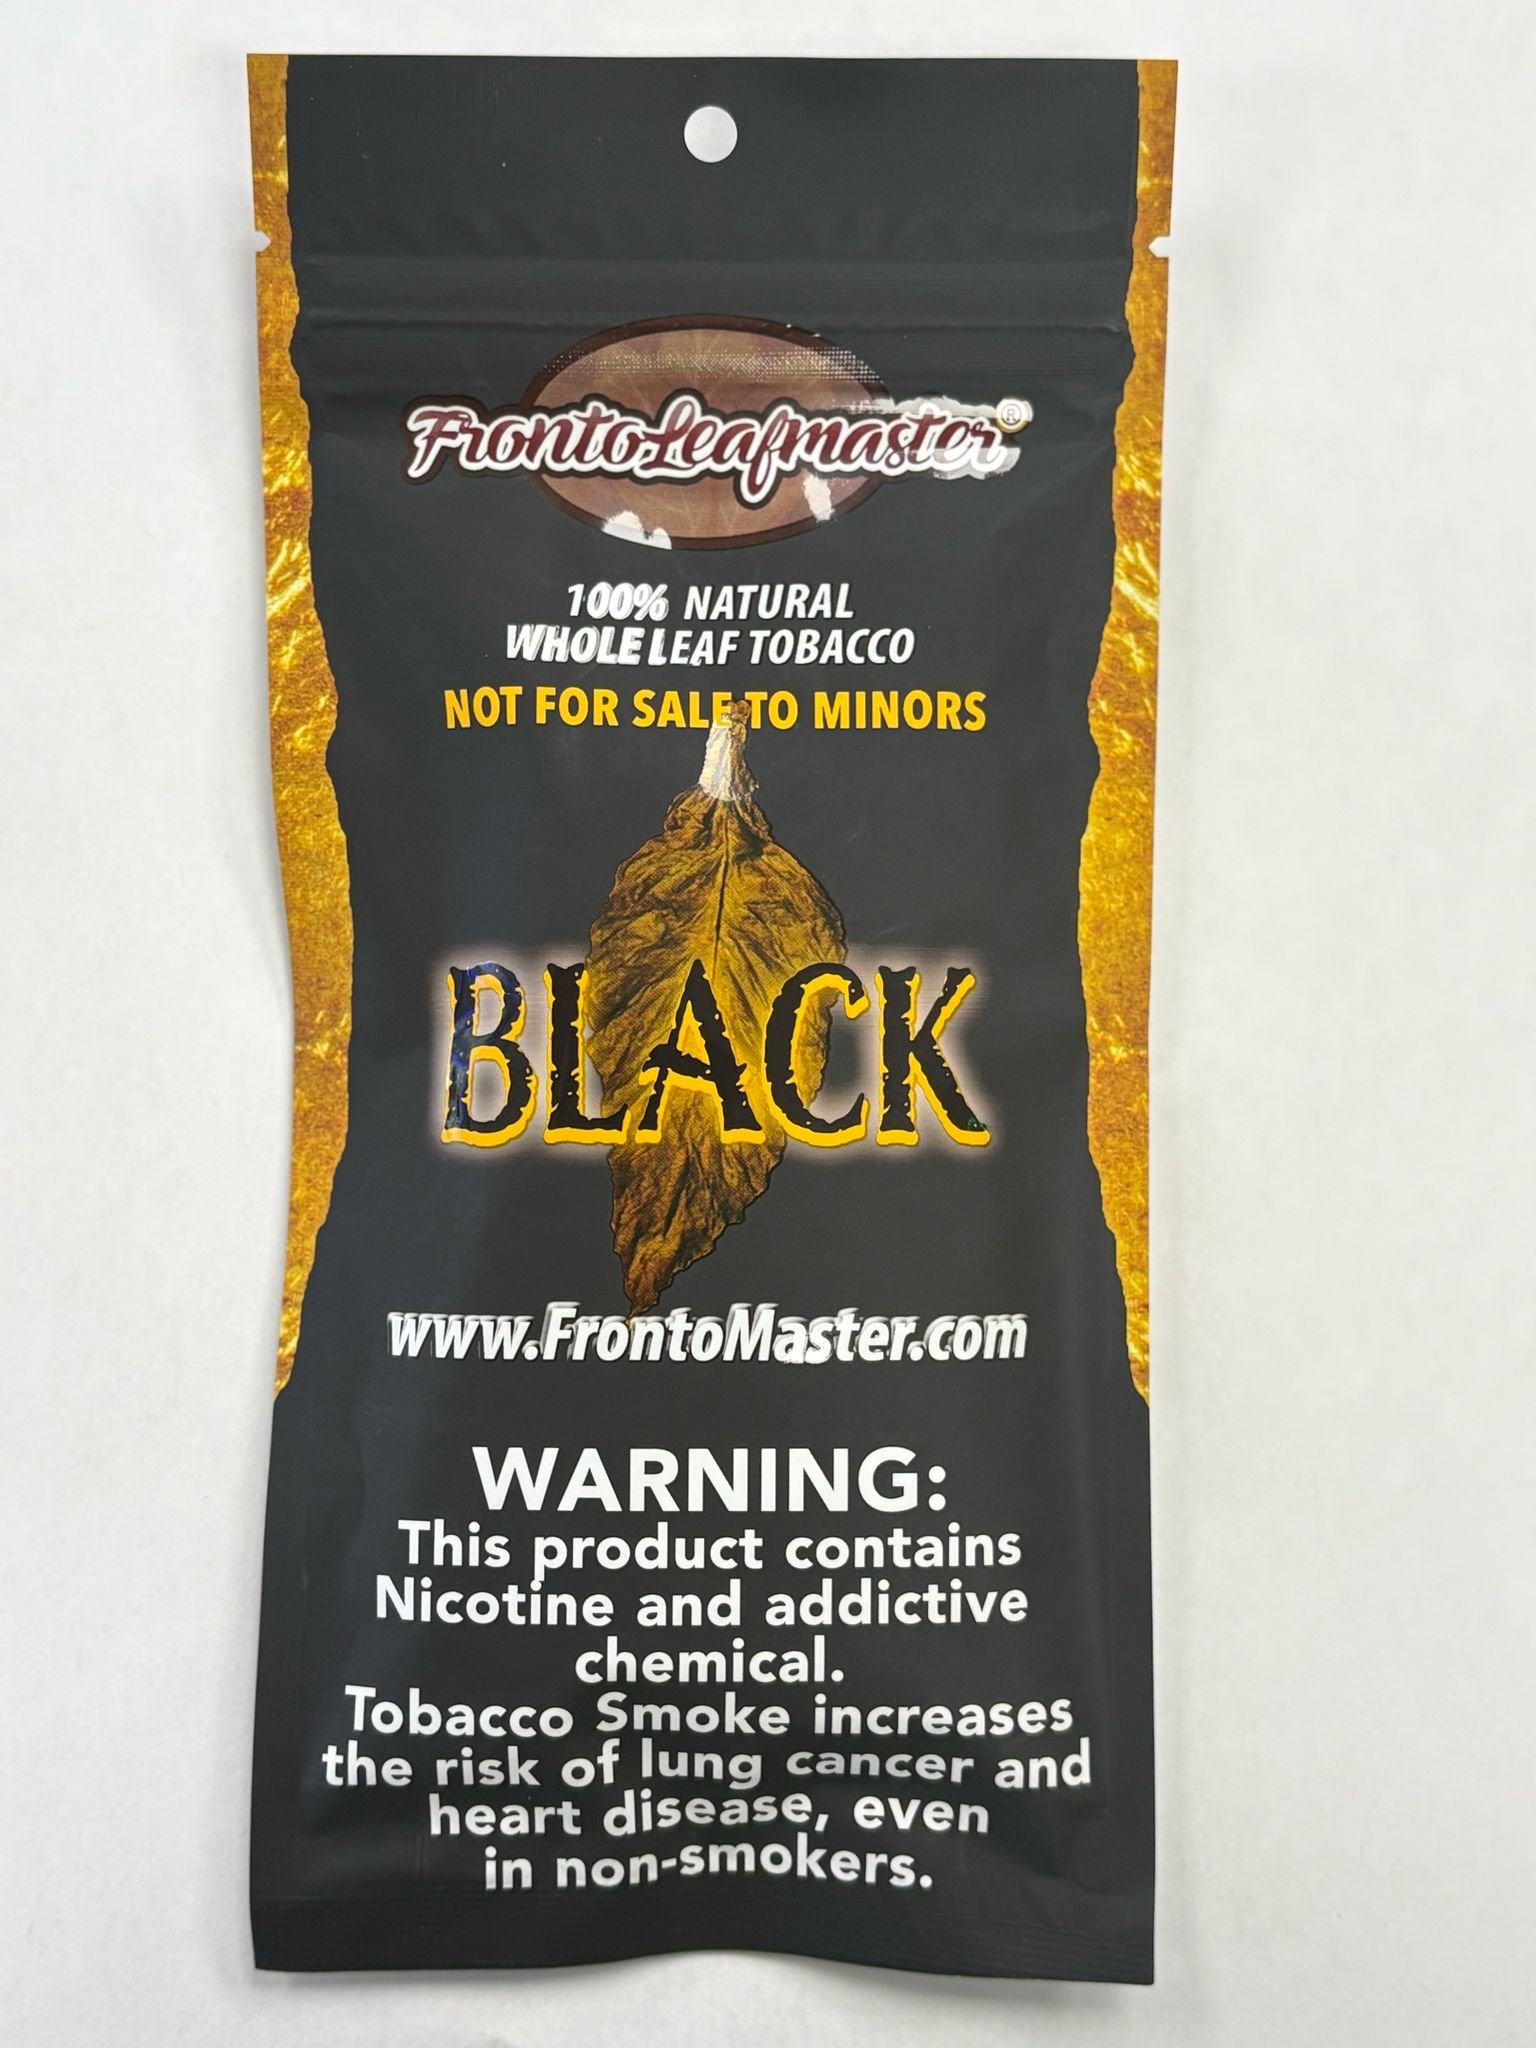 FrontoLeafmaster®
100% NATURAL
WHOLE LEAF TOBACCO
NOT FOR SALE TO MINORS
BLACK
www.FrontoMaster.com
WARNING:
This product contains
Nicotine and addictive
chemical.
Tobacco Smoke increases
the risk of lung cancer and
heart disease, even
in non-smokers.